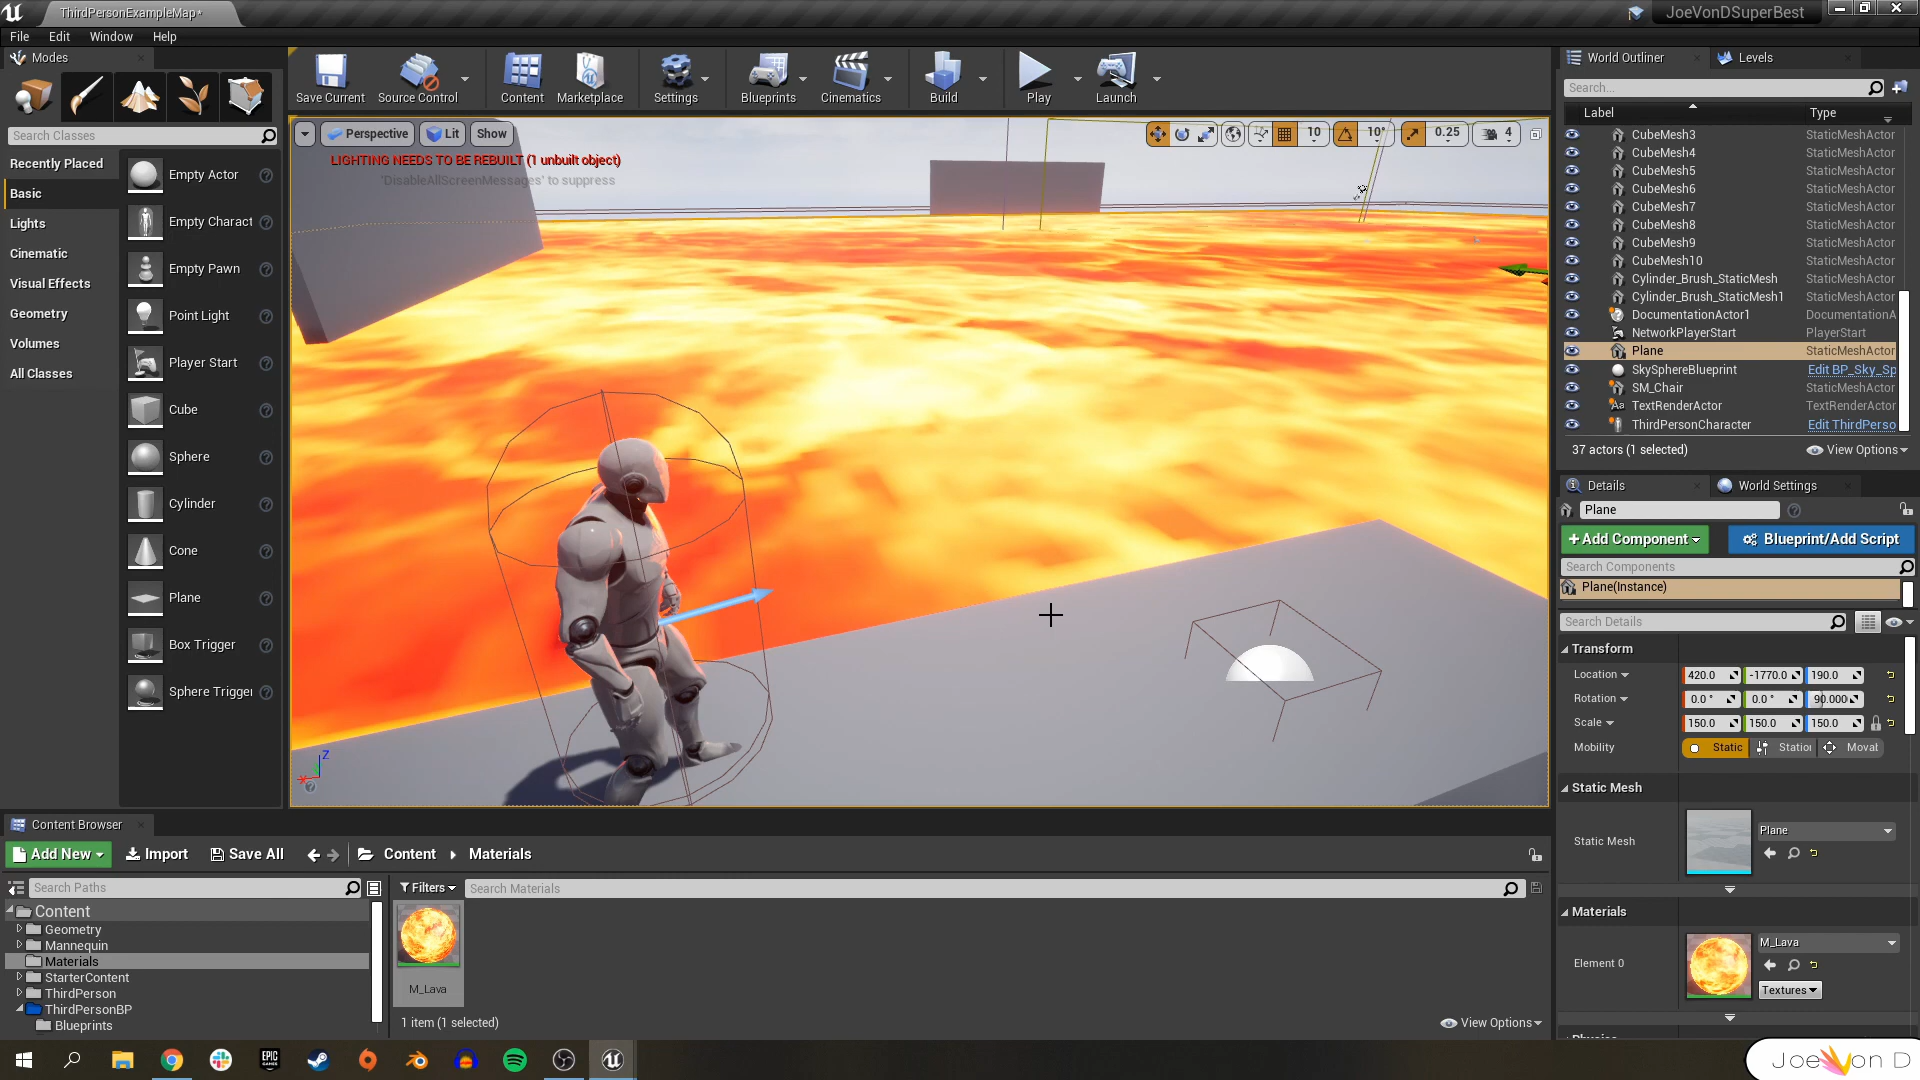 ThirdPersonExampleMap*
JoeVonDSuperBest
File Edit Window Help
Modes
Search Classes
Recently Placed
Basic
Lights
Cinematic
Visual Effects
Geometry
Volumes
All Classes
Empty Actor
Empty Charact
Empty Pawn
Point Light
Player Start
Cube
Sphere
Cylinder
Cone
Plane
Box Trigger
Sphere Trigger
Save Current Source Control Content Marketplace Settings Blueprints Cinematics Build Play Launch
Perspective Lit Show
10 10° 0.25 4
LIGHTING NEEDS TO BE REBUILT (1 unbuilt object)
'DisableAllScreenMessages' to suppress
Z
X
World Outliner Levels
Search...
Label Type
CubeMesh3 StaticMeshActor
CubeMesh4 StaticMeshActor
CubeMesh5 StaticMeshActor
CubeMesh6 StaticMeshActor
CubeMesh7 StaticMeshActor
CubeMesh8 StaticMeshActor
CubeMesh9 StaticMeshActor
CubeMesh10 StaticMeshActor
Cylinder_Brush_StaticMesh StaticMeshActor
Cylinder_Brush_StaticMesh1 StaticMeshActor
DocumentationActor1 DocumentationA
NetworkPlayerStart PlayerStart
Plane StaticMeshActor
SkySphereBlueprint Edit BP_Sky_Sp
SM_Chair StaticMeshActor
TextRenderActor TextRenderActor
ThirdPersonCharacter Edit ThirdPerso
37 actors (1 selected) View Options
Details World Settings
Plane
+Add Component Blueprint/Add Script
Search Components
Plane(Instance)
Search Details
Transform
Location 420.0 -1770.0 190.0
Rotation 0.0 ° 0.0 ° 90.000
Scale 150.0 150.0 150.0
Mobility Static Station Moval
Static Mesh
Static Mesh Plane
Materials
Element 0 M_Lava
Textures
Content Browser
Add New Import Save All Content Materials
Search Paths
Filters Search Materials
Content
Geometry
Mannequin
Materials
StarterContent
ThirdPerson
ThirdPersonBP
Blueprints
M_Lava
1 item (1 selected) View Options
EPIC GAMES
Joe Von D